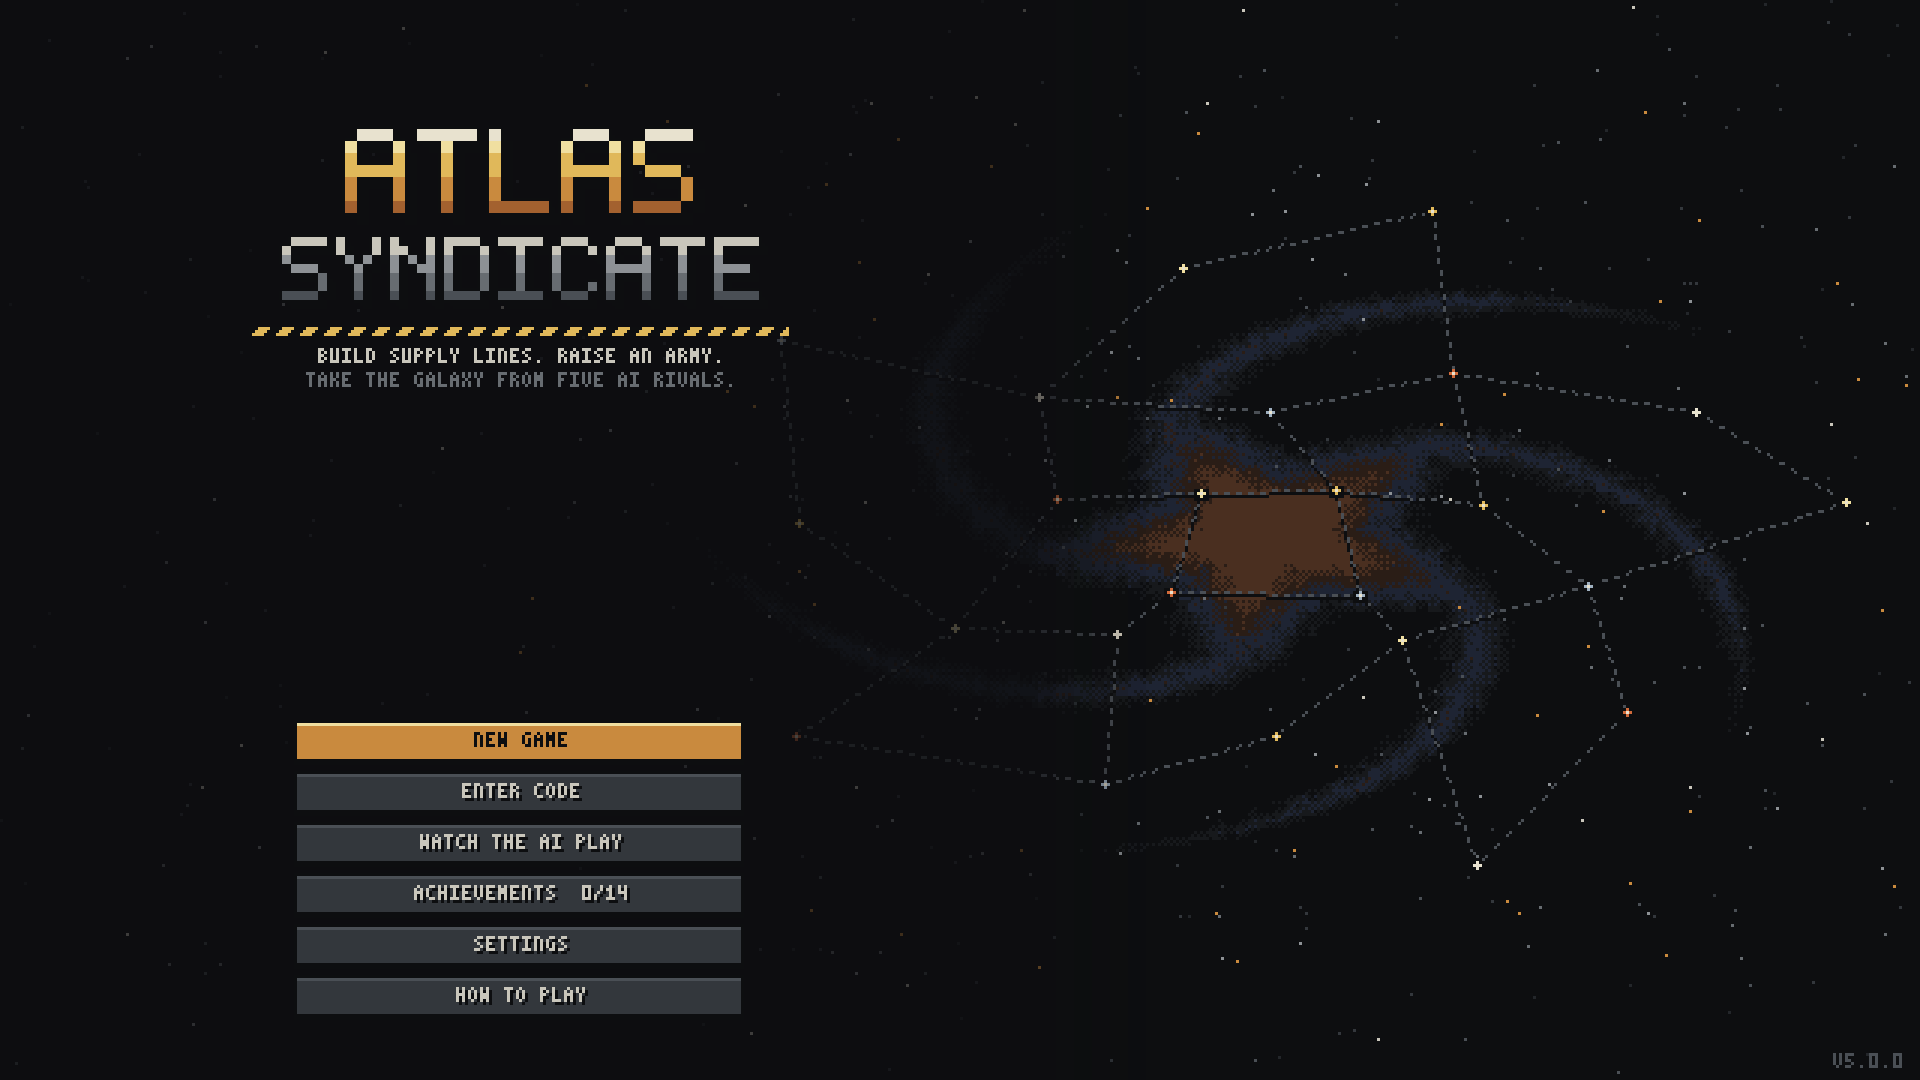 ATLAS
SYNDICATE
BUILD SUPPLY LINES. RAISE AN ARMY.
TAKE THE GALAXY FROM FIVE AI RIVALS.
NEW GAME
ENTER CODE
WATCH THE AI PLAY
ACHIEVEMENTS 0/14
SETTINGS
HOW TO PLAY
V5.0.0